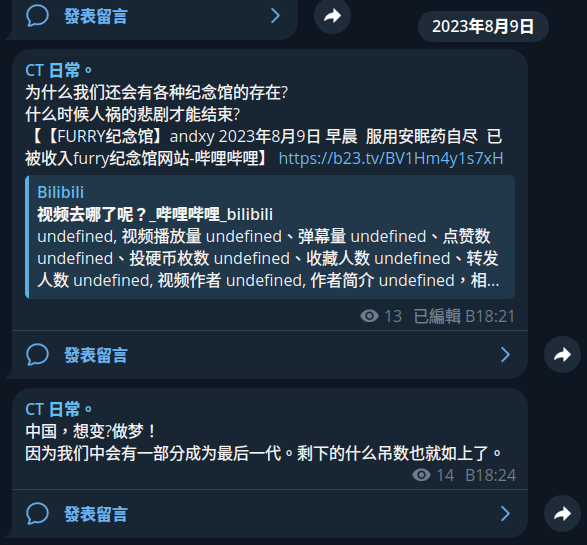 發表留言
2023年8月9日
CT 日常。
为什么我们还会有各种纪念馆的存在?
什么时候人祸的悲剧才能结束?
【【FURRY纪念馆】andxy 2023年8月9日 早晨 服用安眠药自尽 已
被收入furry纪念馆网站-哔哩哔哩】 https://b23.tv/BV1Hm4y1s7xH
Bilibili
视频去哪了呢？_哔哩哔哩_bilibili
undefined, 视频播放量 undefined、弹幕量 undefined、点赞数
undefined、投硬币枚数 undefined、收藏人数 undefined、转发
人数 undefined, 视频作者 undefined, 作者简介 undefined，相...
13 已編輯 B18:21
發表留言
CT 日常。
中国，想变?做梦！
因为我们中会有一部分成为最后一代。剩下的什么吊数也就如上了。
14 B18:24
發表留言